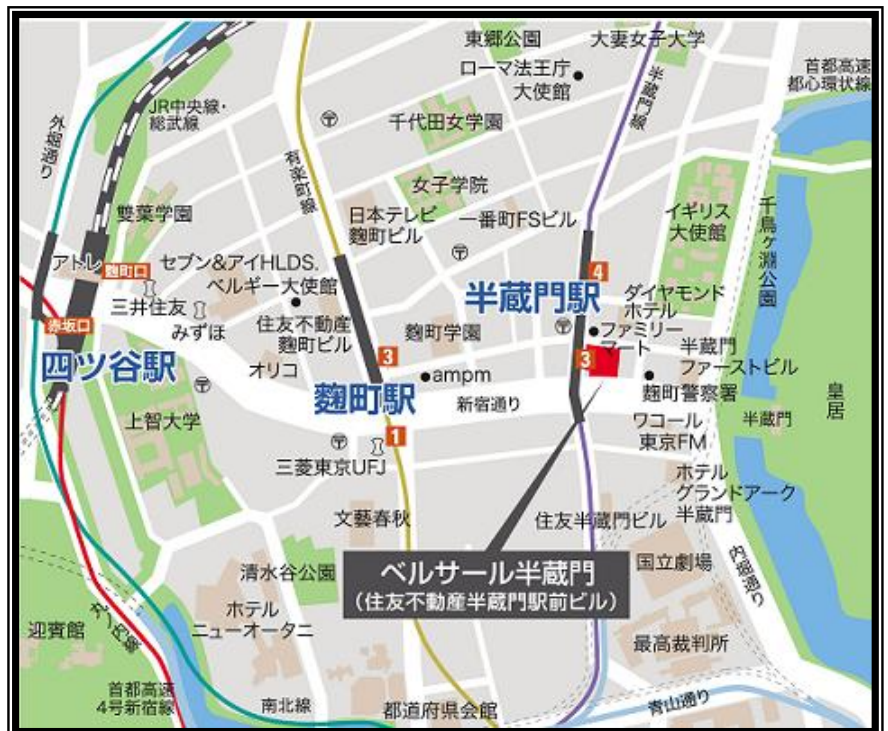 東郷公園
大妻女子大学
ローマ法王庁
大使館
首都高速
都心環状線
半蔵門線
JR中央線・
総武線
外堀通り
千代田女学園
有楽町線
女子学院
雙葉学園
日本テレビ
麴町ビル
一番町FSビル
イギリス
大使館
千鳥ヶ淵公園
アトレ
麴町口
セブン&アイHLDS.
ベルギー大使館
三井住友
みずほ
赤坂口
四ツ谷駅
住友不動産
麴町ビル
オリコ
3
麴町駅
麴町学園
ampm
新宿通り
半蔵門駅
4
ダイヤモンド
ホテル
ファミリー
マート
3
半蔵門
ファーストビル
麴町警察署
皇居
半蔵門
ワコール
東京FM
上智大学
1
三菱東京UFJ
ホテル
グランドアーク
半蔵門
文藝春秋
住友半蔵門ビル
国立劇場
内堀通り
ベルサール半蔵門
(住友不動産半蔵門駅前ビル)
清水谷公園
ホテル
ニューオータニ
迎賓館
丸ノ内線
最高裁判所
首都高速
4号新宿線
南北線
都道府県会館
青山通り